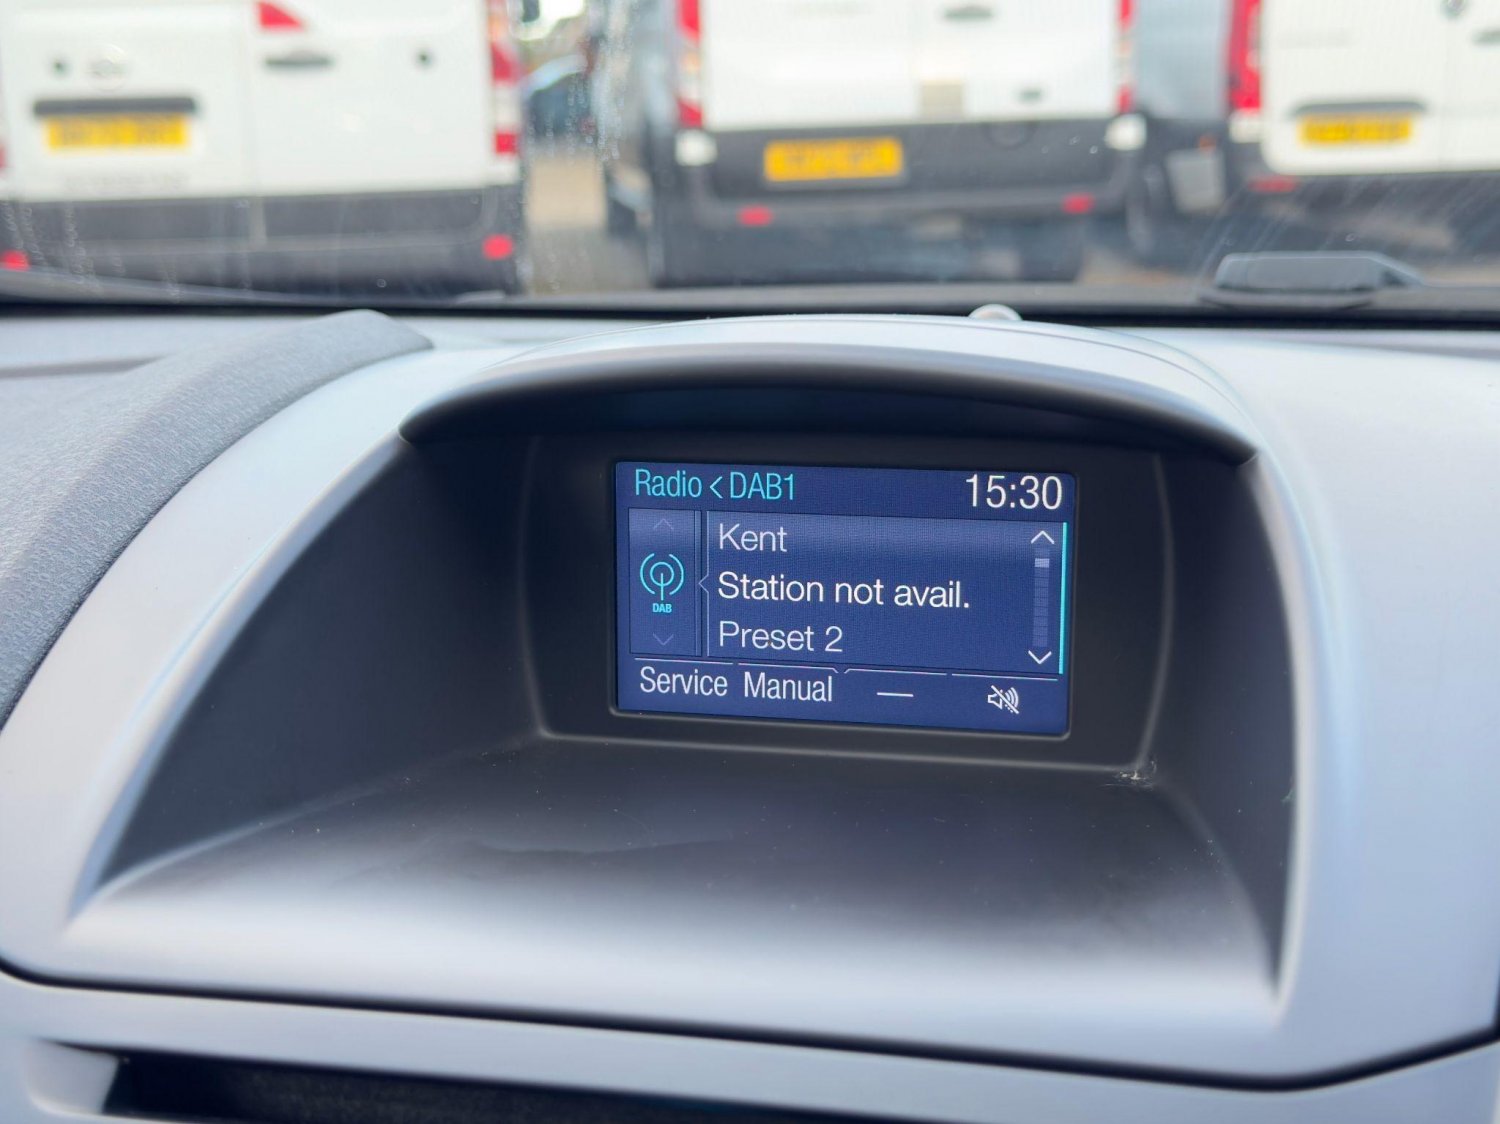 Radio < DAB1
15:30
Kent
Station not avail.
DAB
Preset 2
Service
Manual